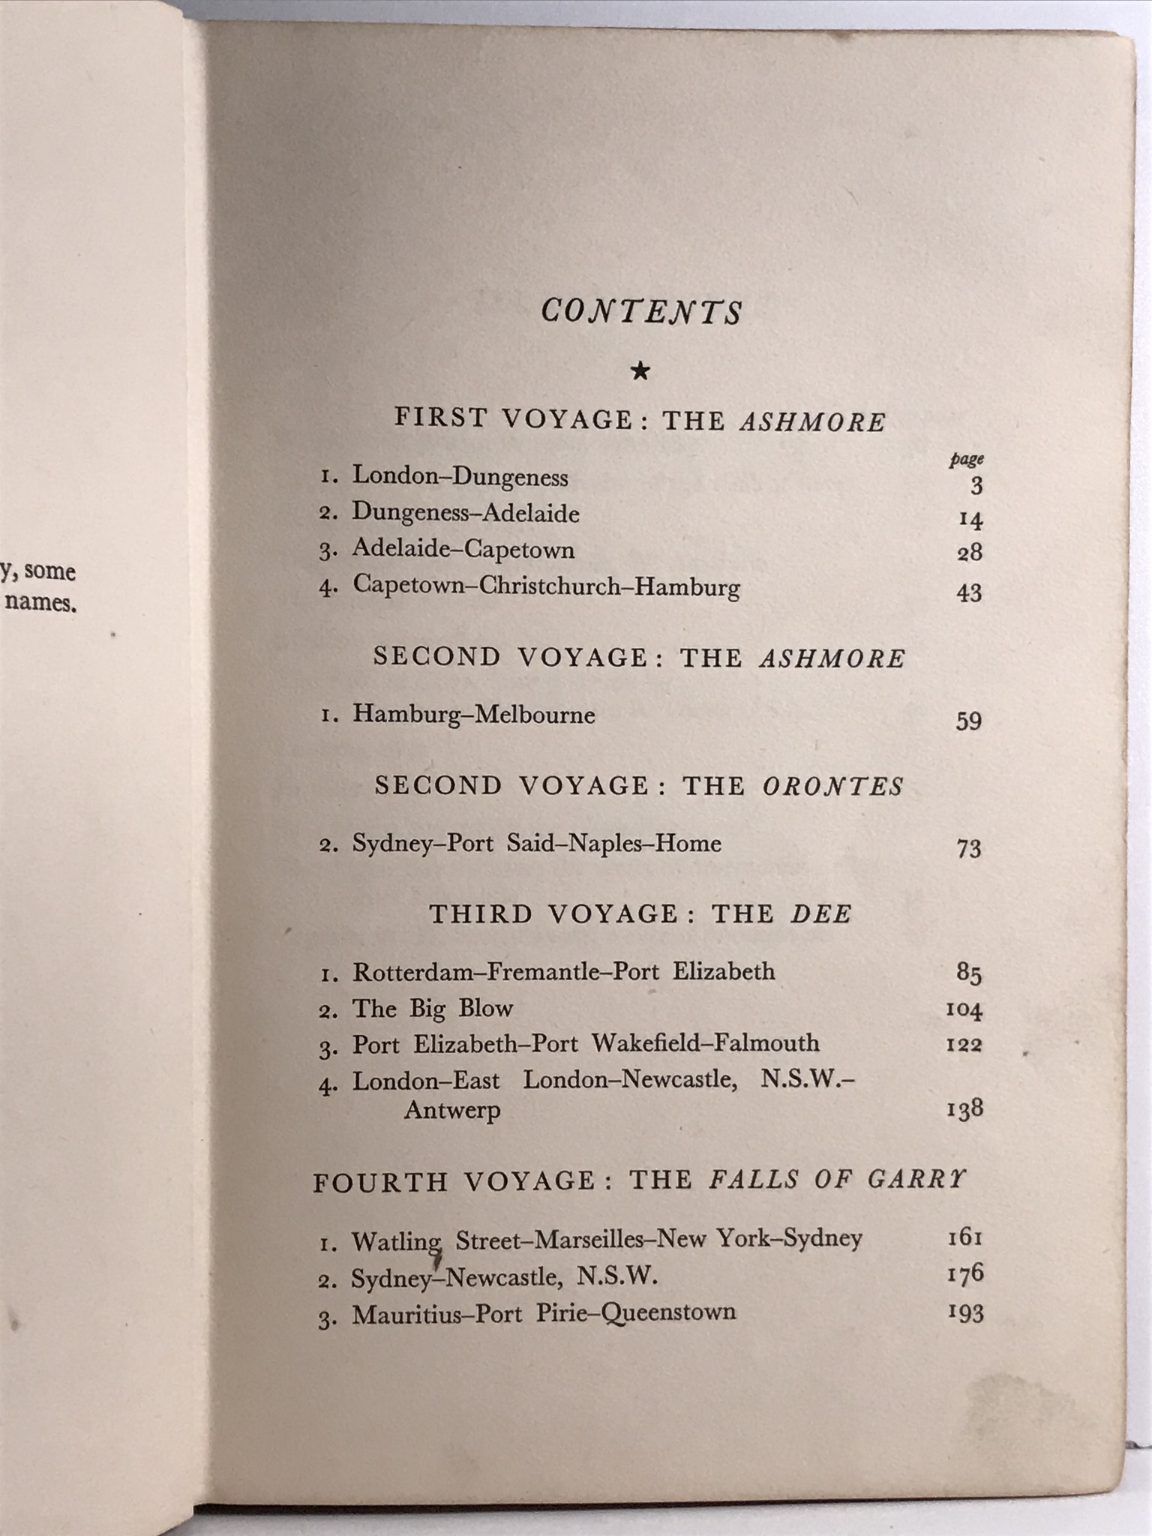 y, some
names.
CONTENTS
★
FIRST VOYAGE : THE ASHMORE
page
1. London–Dungeness 3
2. Dungeness–Adelaide 14
3. Adelaide–Capetown 28
4. Capetown–Christchurch–Hamburg 43
SECOND VOYAGE : THE ASHMORE
1. Hamburg–Melbourne 59
SECOND VOYAGE : THE ORONTES
2. Sydney–Port Said–Naples–Home 73
THIRD VOYAGE : THE DEE
1. Rotterdam–Fremantle–Port Elizabeth 85
2. The Big Blow 104
3. Port Elizabeth–Port Wakefield–Falmouth 122
4. London–East London–Newcastle, N.S.W.–
Antwerp 138
FOURTH VOYAGE : THE FALLS OF GARRY
1. Watling Street–Marseilles–New York–Sydney 161
2. Sydney–Newcastle, N.S.W. 176
3. Mauritius–Port Pirie–Queenstown 193